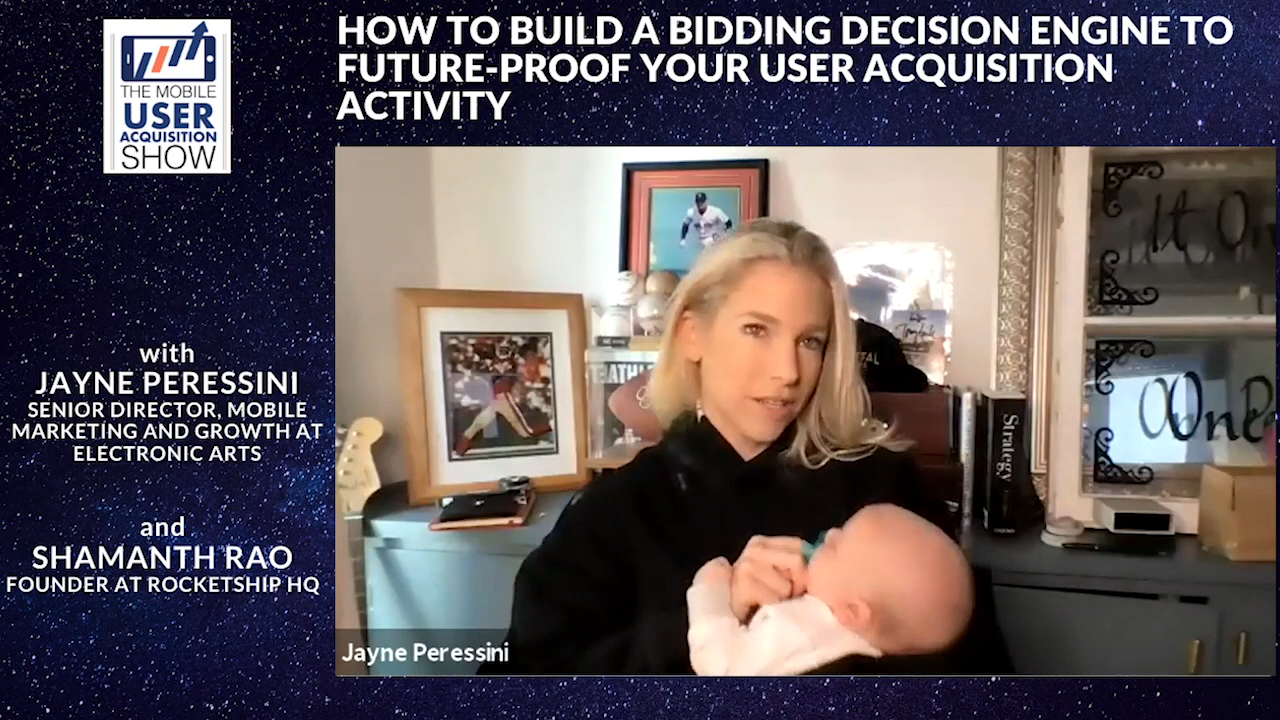 THE MOBILE
USER
ACQUISITION
SHOW
HOW TO BUILD A BIDDING DECISION ENGINE TO
FUTURE-PROOF YOUR USER ACQUISITION
ACTIVITY
with
JAYNE PERESSINI
SENIOR DIRECTOR, MOBILE
MARKETING AND GROWTH AT
ELECTRONIC ARTS
and
SHAMANTH RAO
FOUNDER AT ROCKETSHIP HQ
Strategy
It
Jayne Peressini